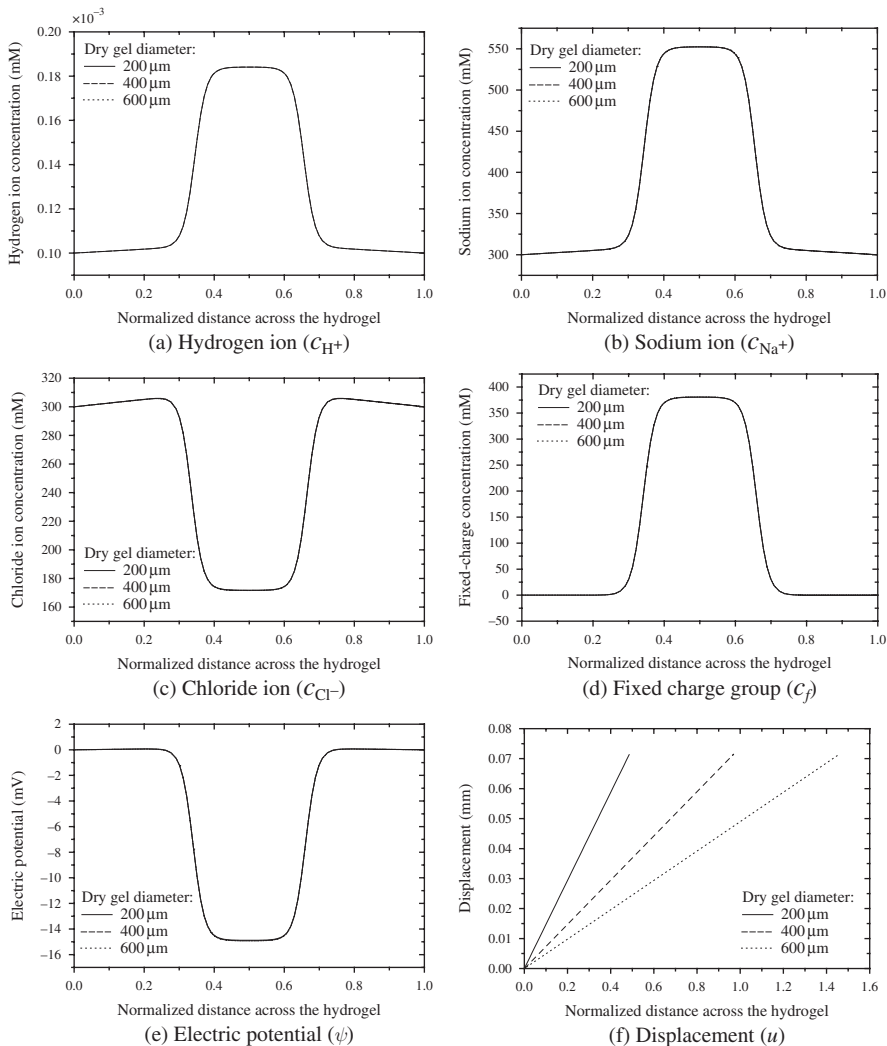 ×10⁻³
0.20
0.18
0.16
0.14
0.12
0.10
Hydrogen ion concentration (mM)
Dry gel diameter:
200 μm
400 μm
600 μm
0.0 0.2 0.4 0.6 0.8 1.0
Normalized distance across the hydrogel
(a) Hydrogen ion (c_H⁺)
550
500
450
400
350
300
Sodium ion concentration (mM)
Dry gel diameter:
200 μm
400 μm
600 μm
0.0 0.2 0.4 0.6 0.8 1.0
Normalized distance across the hydrogel
(b) Sodium ion (c_Na⁺)
320
300
280
260
240
220
200
180
160
Chloride ion concentration (mM)
Dry gel diameter:
200 μm
400 μm
600 μm
0.0 0.2 0.4 0.6 0.8 1.0
Normalized distance across the hydrogel
(c) Chloride ion (c_Cl⁻)
400
350
300
250
200
150
100
50
0
−50
Fixed-charge concentration (mM)
Dry gel diameter:
200 μm
400 μm
600 μm
0.0 0.2 0.4 0.6 0.8 1.0
Normalized distance across the hydrogel
(d) Fixed charge group (c_f)
2
0
−2
−4
−6
−8
−10
−12
−14
−16
Electric potential (mV)
Dry gel diameter:
200 μm
400 μm
600 μm
0.0 0.2 0.4 0.6 0.8 1.0
Normalized distance across the hydrogel
(e) Electric potential (ψ)
0.08
0.07
0.06
0.05
0.04
0.03
0.02
0.01
0.00
Displacement (mm)
Dry gel diameter:
200 μm
400 μm
600 μm
0.0 0.2 0.4 0.6 0.8 1.0 1.2 1.4 1.6
Normalized distance across the hydrogel
(f) Displacement (u)